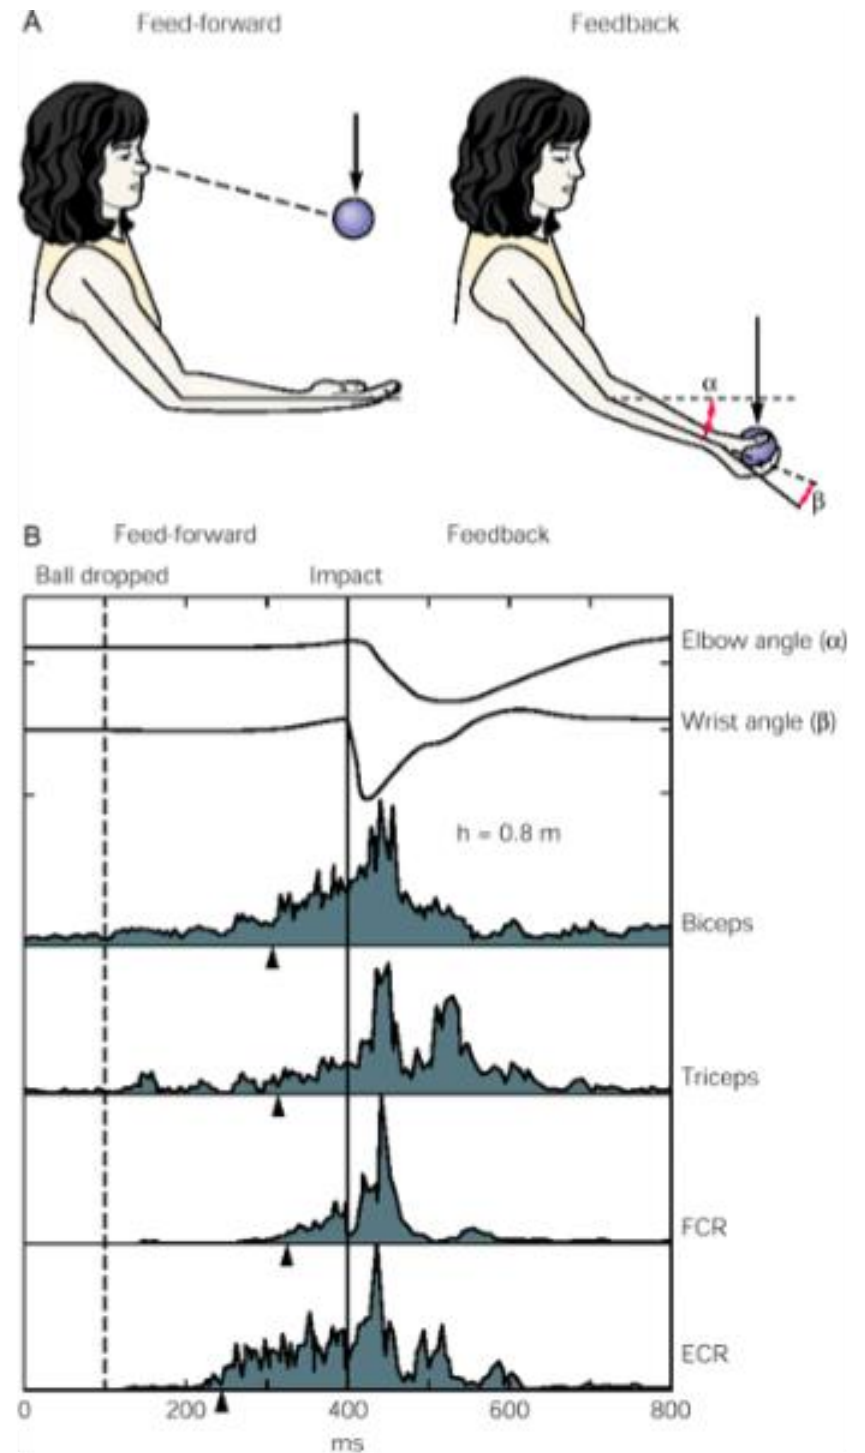 A Feed-forward Feedback
α
β
B Feed-forward Feedback
Ball dropped Impact
Elbow angle (α)
Wrist angle (β)
h = 0.8 m
Biceps
Triceps
FCR
ECR
0 200 400 600 800
ms